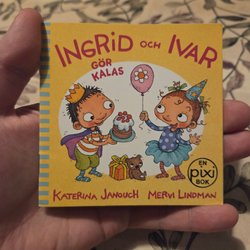 INGRID OCH IVAR
GÖR
KALAS
KATERINA JANOUCH MERVI LINDMAN
EN
pixi
BOK